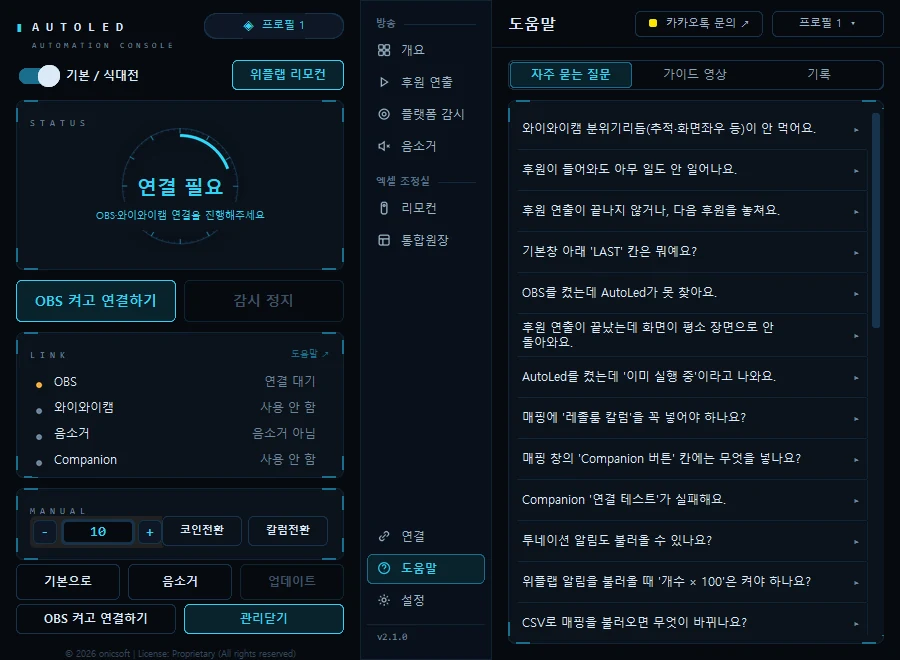 AUTOLED
AUTOMATION CONSOLE
프로필 1
기본 / 식대전
위플랩 리모컨
STATUS
연결 필요
OBS·와이와이캠 연결을 진행해주세요
OBS 켜고 연결하기
감시 정지
LINK
도움말 ↗
OBS
연결 대기
와이와이캠
사용 안 함
음소거
음소거 아님
Companion
사용 안 함
MANUAL
-
10
+
코인전환
칼럼전환
기본으로
음소거
업데이트
OBS 켜고 연결하기
관리닫기
© 2026 onicsoft | License: Proprietary (All rights reserved)
방송
개요
후원 연출
플랫폼 감시
음소거
엑셀 조정실
리모컨
통합원장
연결
도움말
설정
v2.1.0
도움말
카카오톡 문의 ↗
프로필 1 ▾
자주 묻는 질문
가이드 영상
기록
와이와이캠 분위기리듬(추적·화면좌우 등)이 안 먹어요.
후원이 들어와도 아무 일도 안 일어나요.
후원 연출이 끝나지 않거나, 다음 후원을 놓쳐요.
기본창 아래 'LAST' 칸은 뭐예요?
OBS를 켰는데 AutoLed가 못 찾아요.
후원 연출이 끝났는데 화면이 평소 장면으로 안
돌아와요.
AutoLed를 켰는데 '이미 실행 중'이라고 나와요.
매핑에 '레졸룸 칼럼'을 꼭 넣어야 하나요?
매핑 창의 'Companion 버튼' 칸에는 무엇을 넣나요?
Companion '연결 테스트'가 실패해요.
투네이션 알림도 불러올 수 있나요?
위플랩 알림을 불러올 때 '개수 × 100'은 켜야 하나요?
CSV로 매핑을 불러오면 무엇이 바뀌나요?